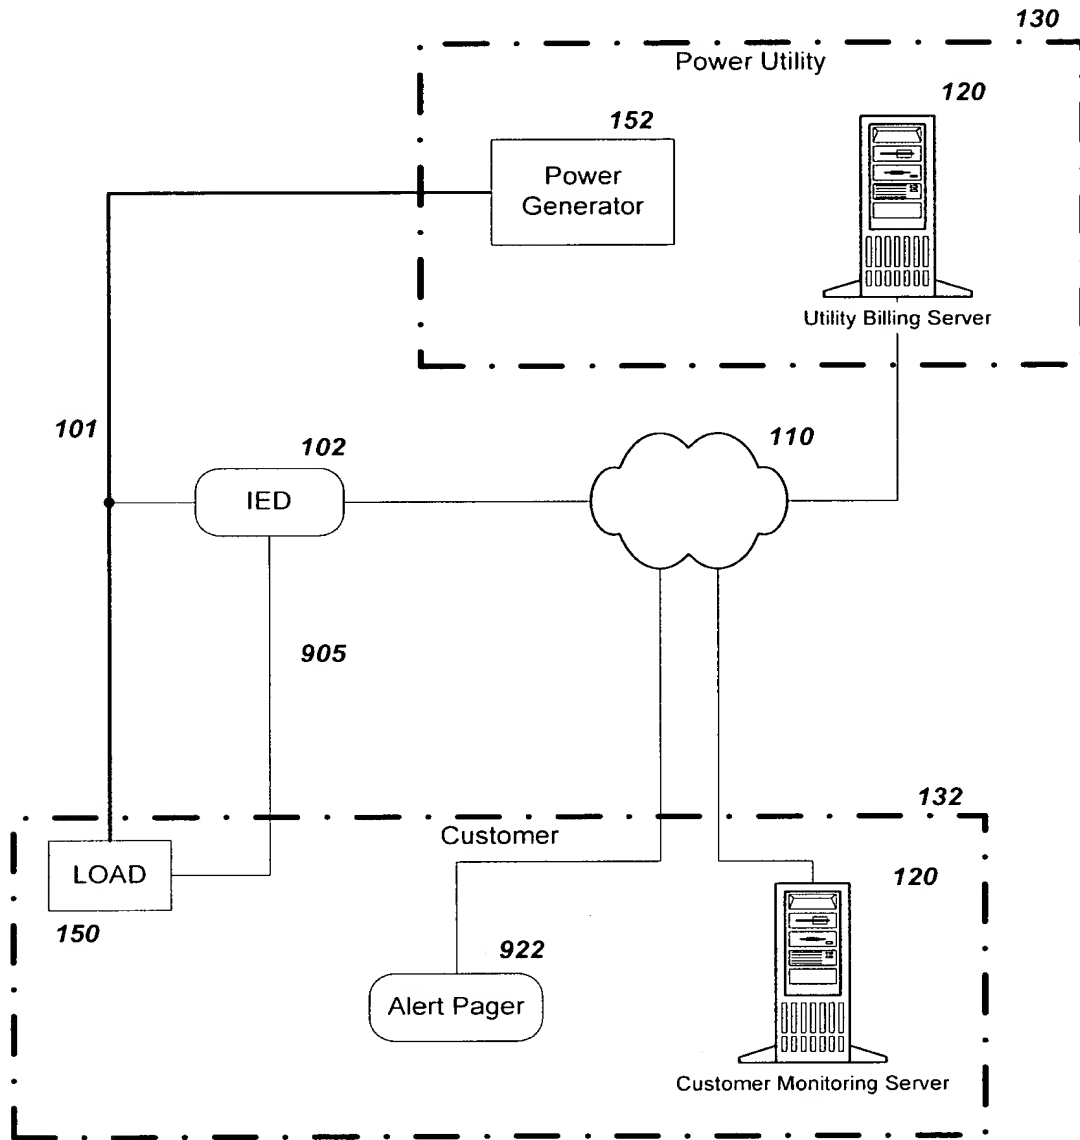 130
Power Utility
120
152
Power
Generator
Utility Billing Server
101
102
110
IED
905
132
Customer
LOAD
120
150
922
Alert Pager
Customer Monitoring Server